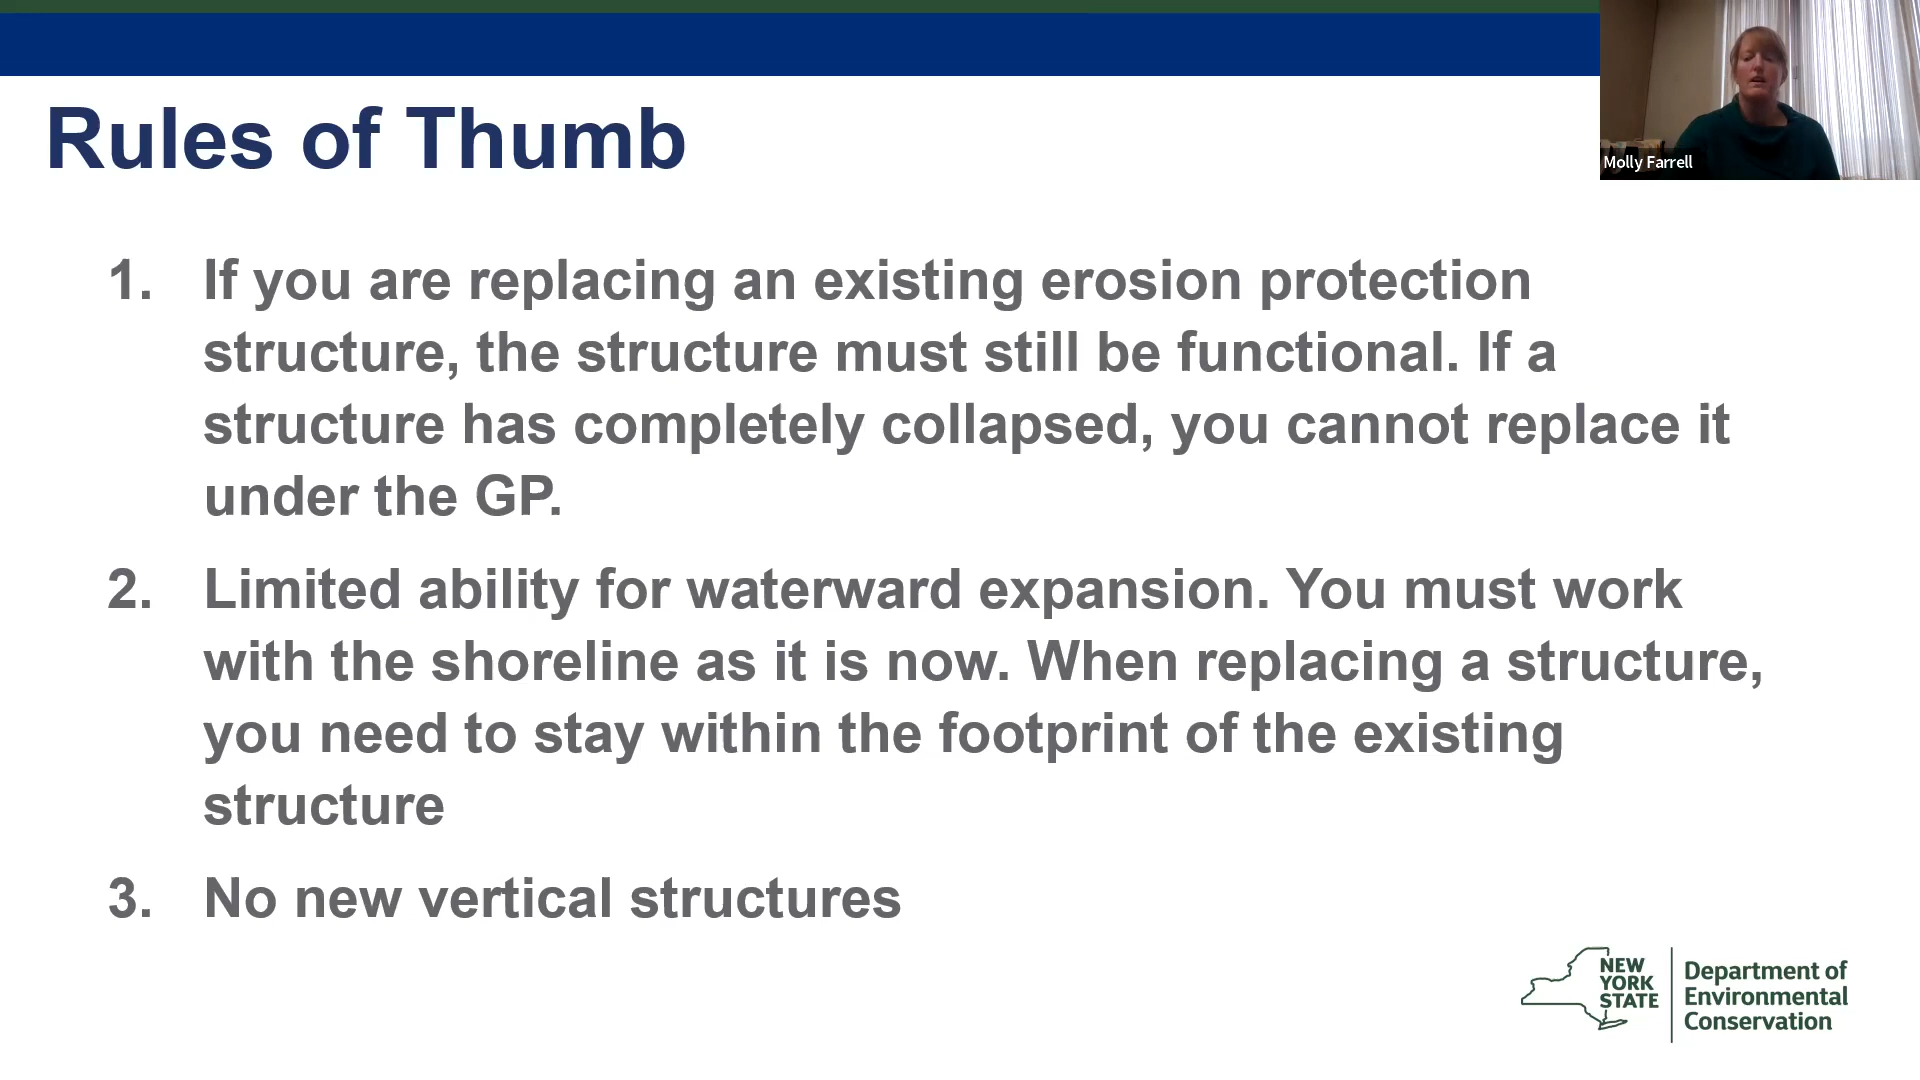 Rules of Thumb
Molly Farrell
1. If you are replacing an existing erosion protection
structure, the structure must still be functional. If a
structure has completely collapsed, you cannot replace it
under the GP.
2. Limited ability for waterward expansion. You must work
with the shoreline as it is now. When replacing a structure,
you need to stay within the footprint of the existing
structure
3. No new vertical structures
NEW
YORK
STATE
Department of
Environmental
Conservation